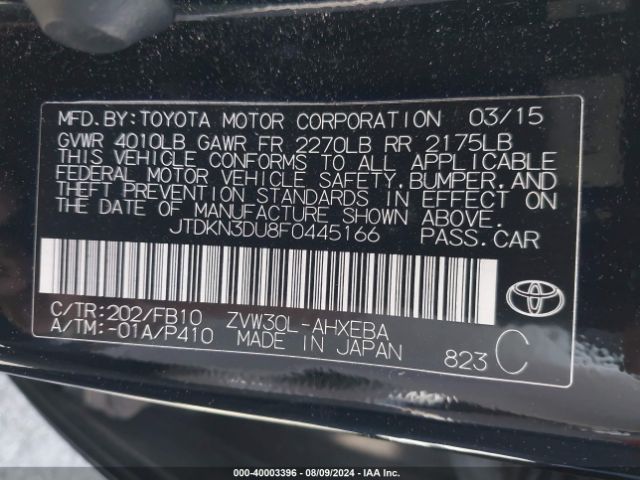 MFD.BY:TOYOTA MOTOR CORPORATION 03/15
GVWR 4010LB GAWR FR 2270LB RR 2175LB
THIS VEHICLE CONFORMS TO ALL APPLICABLE
FEDERAL MOTOR VEHICLE SAFETY,BUMPER,AND
THEFT PREVENTION STANDARDS IN EFFECT ON
THE DATE OF MANUFACTURE SHOWN ABOVE.
JTDKN3DU8F0445166 PASS.CAR
C/TR:202/FB10 ZVW30L-AHXEBA
A/TM:-01A/P410 MADE IN JAPAN 823 C
000-40003396 - 08/09/2024 - IAA Inc.